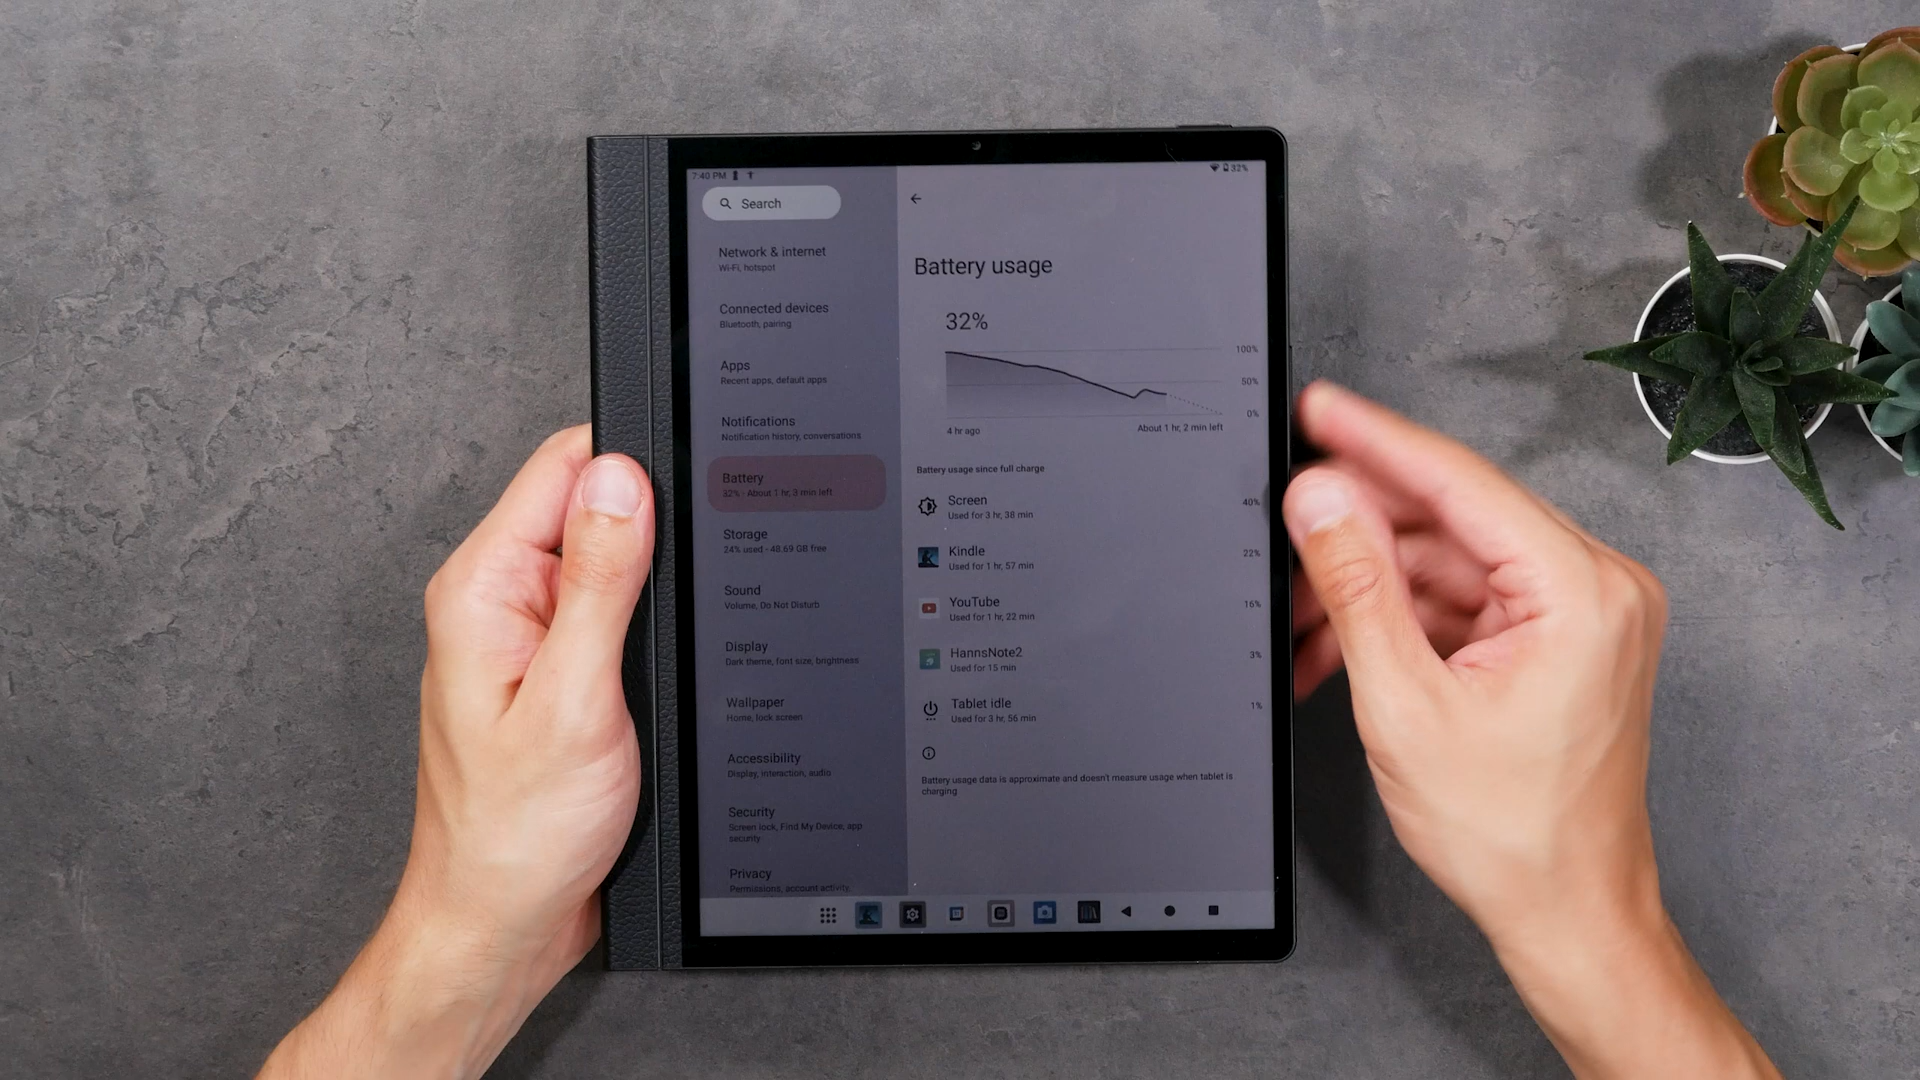 7:40 PM
32%
Search
Network & internet
Wi-Fi, hotspot
Connected devices
Bluetooth, pairing
Apps
Recent apps, default apps
Notifications
Notification history, conversations
Battery
32% - About 1 hr, 3 min left
Storage
24% used - 48.69 GB free
Sound
Volume, Do Not Disturb
Display
Dark theme, font size, brightness
Wallpaper
Home, lock screen
Accessibility
Display, interaction, audio
Security
Screen lock, Find My Device, app
security
Privacy
Permissions, account activity,
Battery usage
32%
100%
50%
0%
4 hr ago
About 1 hr, 2 min left
Battery usage since full charge
Screen
40%
Used for 3 hr, 38 min
Kindle
22%
Used for 1 hr, 57 min
YouTube
16%
Used for 1 hr, 22 min
HannsNote2
3%
Used for 15 min
Tablet idle
1%
Used for 3 hr, 56 min
Battery usage data is approximate and doesn't measure usage when tablet is
charging